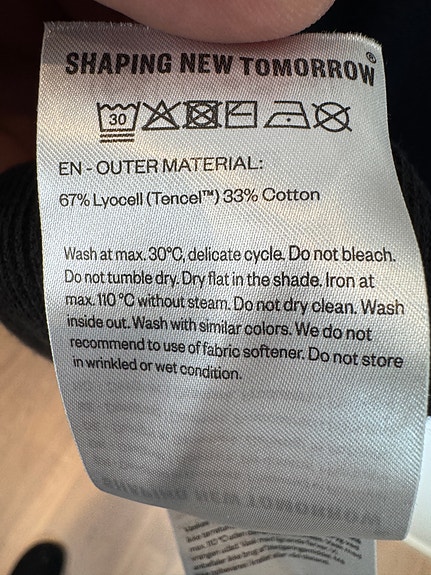 SHAPING NEW TOMORROW®
30
EN - OUTER MATERIAL:
67% Lyocell (Tencel™) 33% Cotton
Wash at max. 30°C, delicate cycle. Do not bleach.
Do not tumble dry. Dry flat in the shade. Iron at
max. 110 °C without steam. Do not dry clean. Wash
inside out. Wash with similar colors. We do not
recommend to use of fabric softener. Do not store
in wrinkled or wet condition.